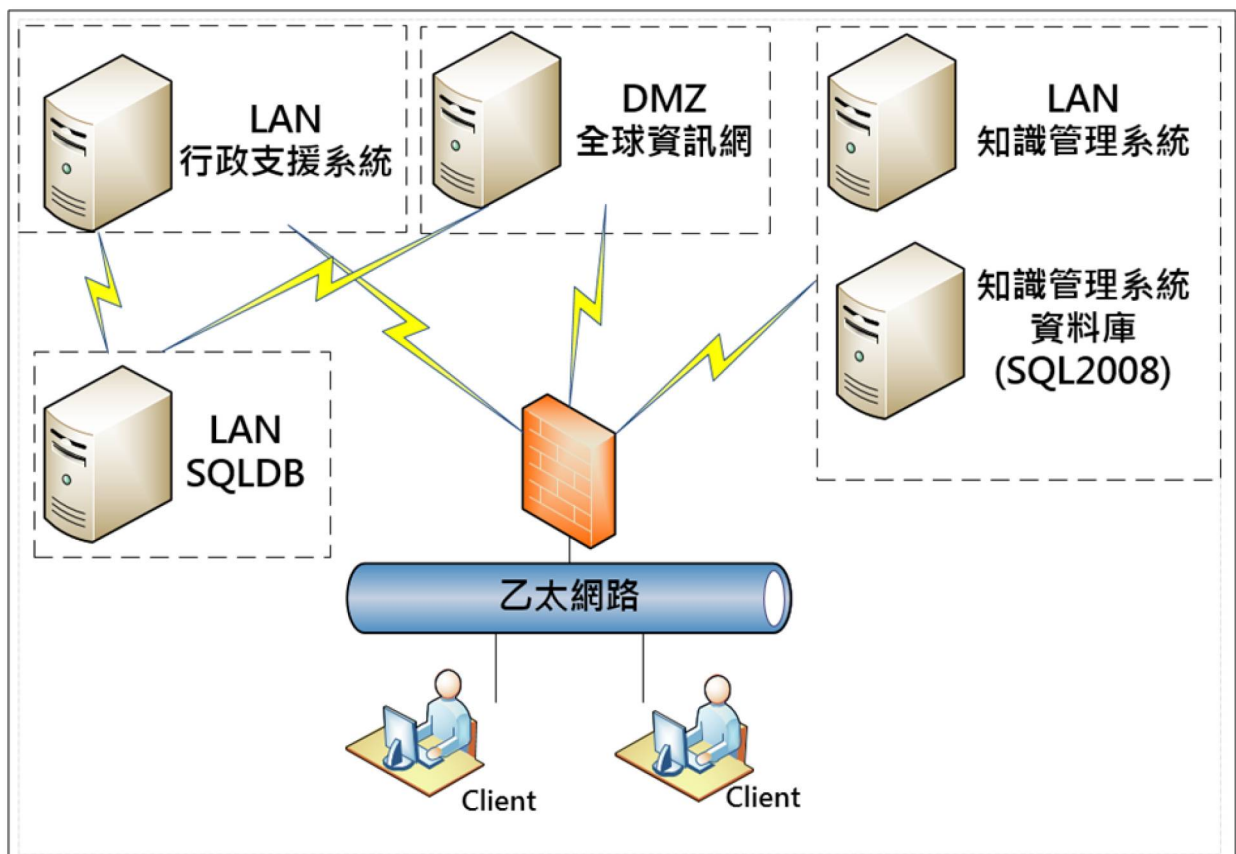 LAN
行政支援系統
DMZ
全球資訊網
LAN
知識管理系統
知識管理系統
資料庫
(SQL2008)
LAN
SQLDB
乙太網路
Client
Client